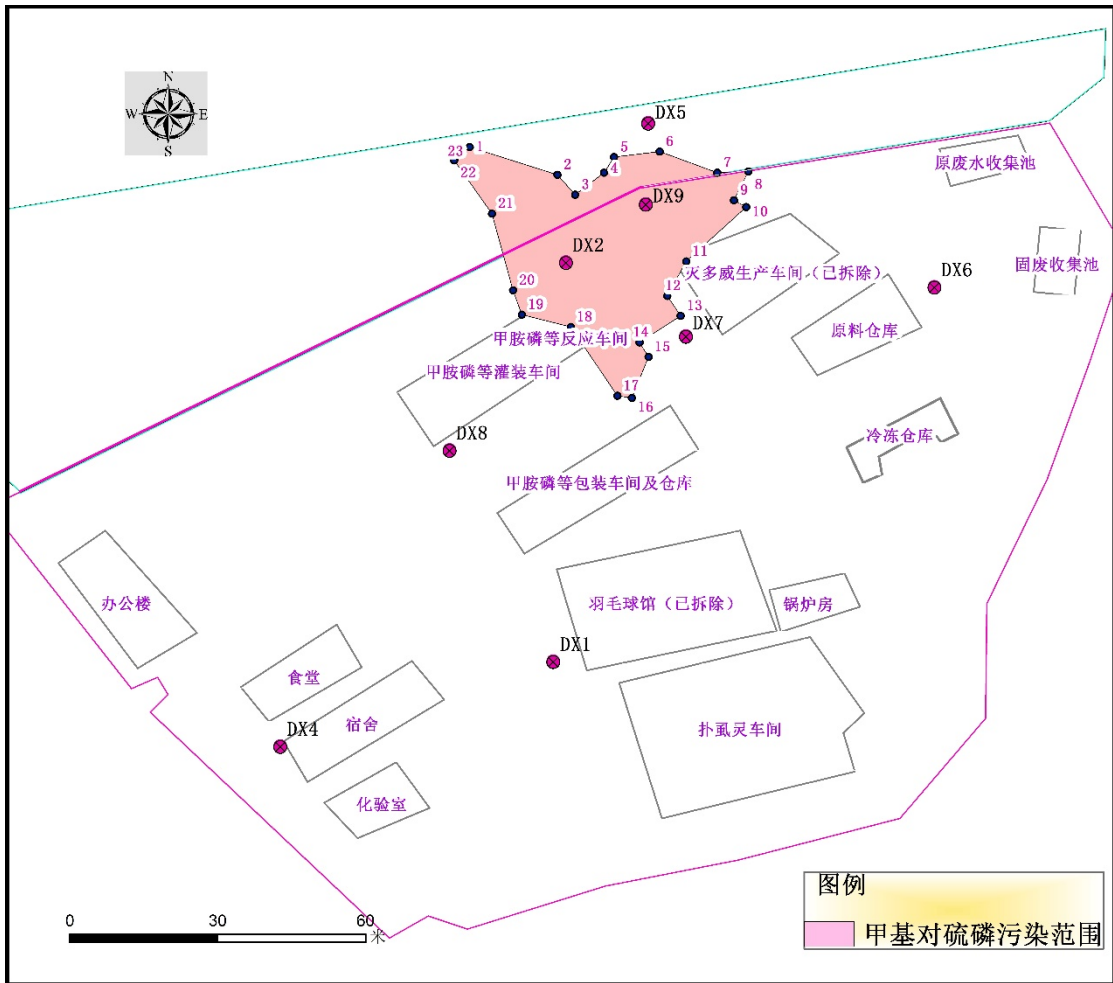 N
W
E
S
DX5
23
1
22
2
3
4
5
6
7
8
9
10
原废水收集池
21
DX9
DX2
11
灭多威生产车间（已拆除）
固废收集池
DX6
20
12
19
13
18
甲胺磷等反应车间
14
DX7
15
原料仓库
甲胺磷等灌装车间
17
16
冷冻仓库
DX8
甲胺磷等包装车间及仓库
办公楼
羽毛球馆（已拆除）
锅炉房
DX1
食堂
宿舍
DX4
扑虱灵车间
化验室
图例
甲基对硫磷污染范围
0
30
60
米